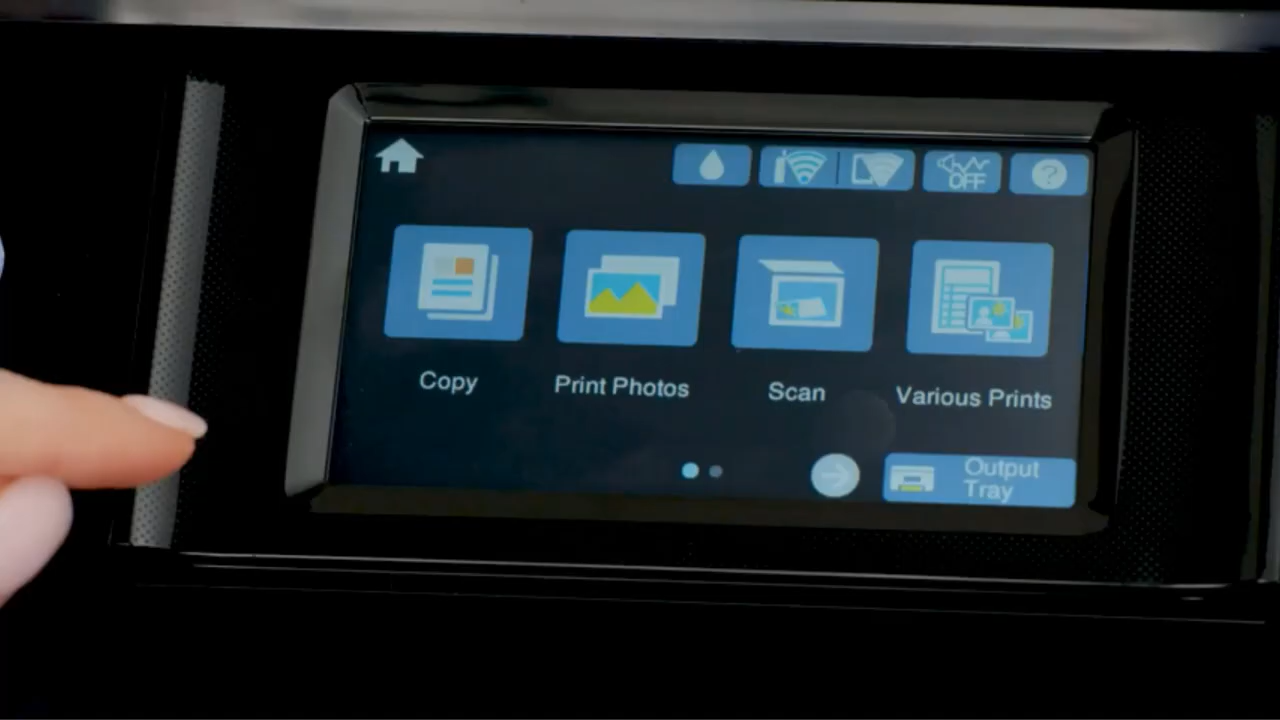 OFF
?
Copy
Print Photos
Scan
Various Prints
Output
Tray